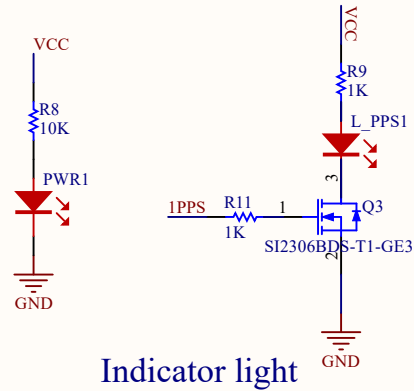 VCC
R8
10K
PWR1
GND
VCC
R9
1K
L_PPS1
3
1PPS
R11
1K
1
Q3
SI2306BDS-T1-GE3
2
GND
Indicator light